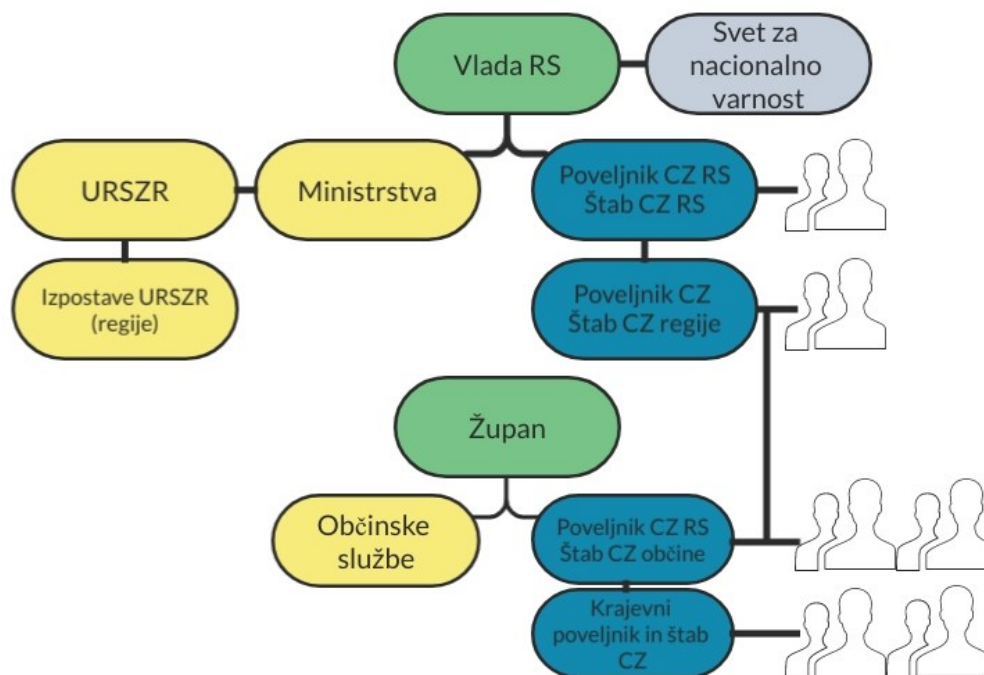 Vlada RS
Svet za
nacionalno
varnost
URSZR
Ministrstva
Poveljnik CZ RS
Štab CZ RS
Izpostave URSZR
(regije)
Poveljnik CZ
Štab CZ regije
Župan
Občinske
službe
Poveljnik CZ RS
Štab CZ občine
Krajevni
poveljnik in štab
CZ